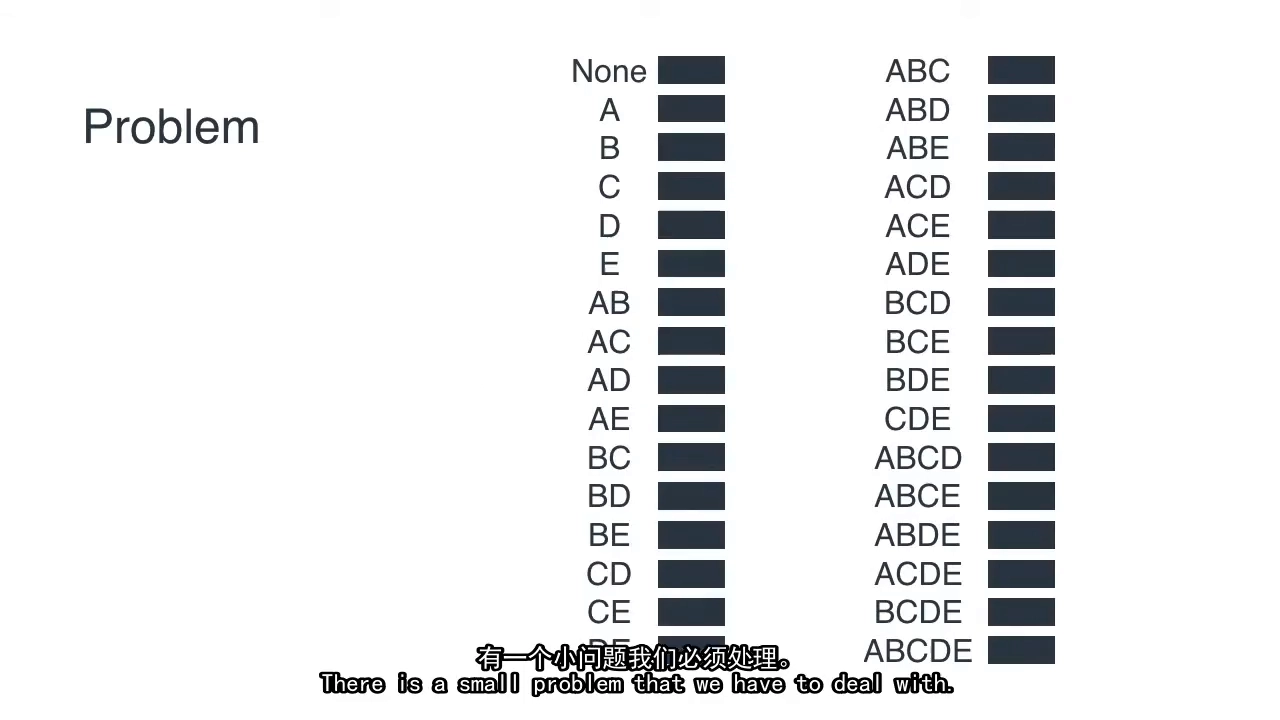 Problem
None
A
B
C
D
E
AB
AC
AD
AE
BC
BD
BE
CD
CE
ABC
ABD
ABE
ACD
ACE
ADE
BCD
BCE
BDE
CDE
ABCD
ABCE
ABDE
ACDE
BCDE
ABCDE
有一个小问题我们必须处理。
There is a small problem that we have to deal with.